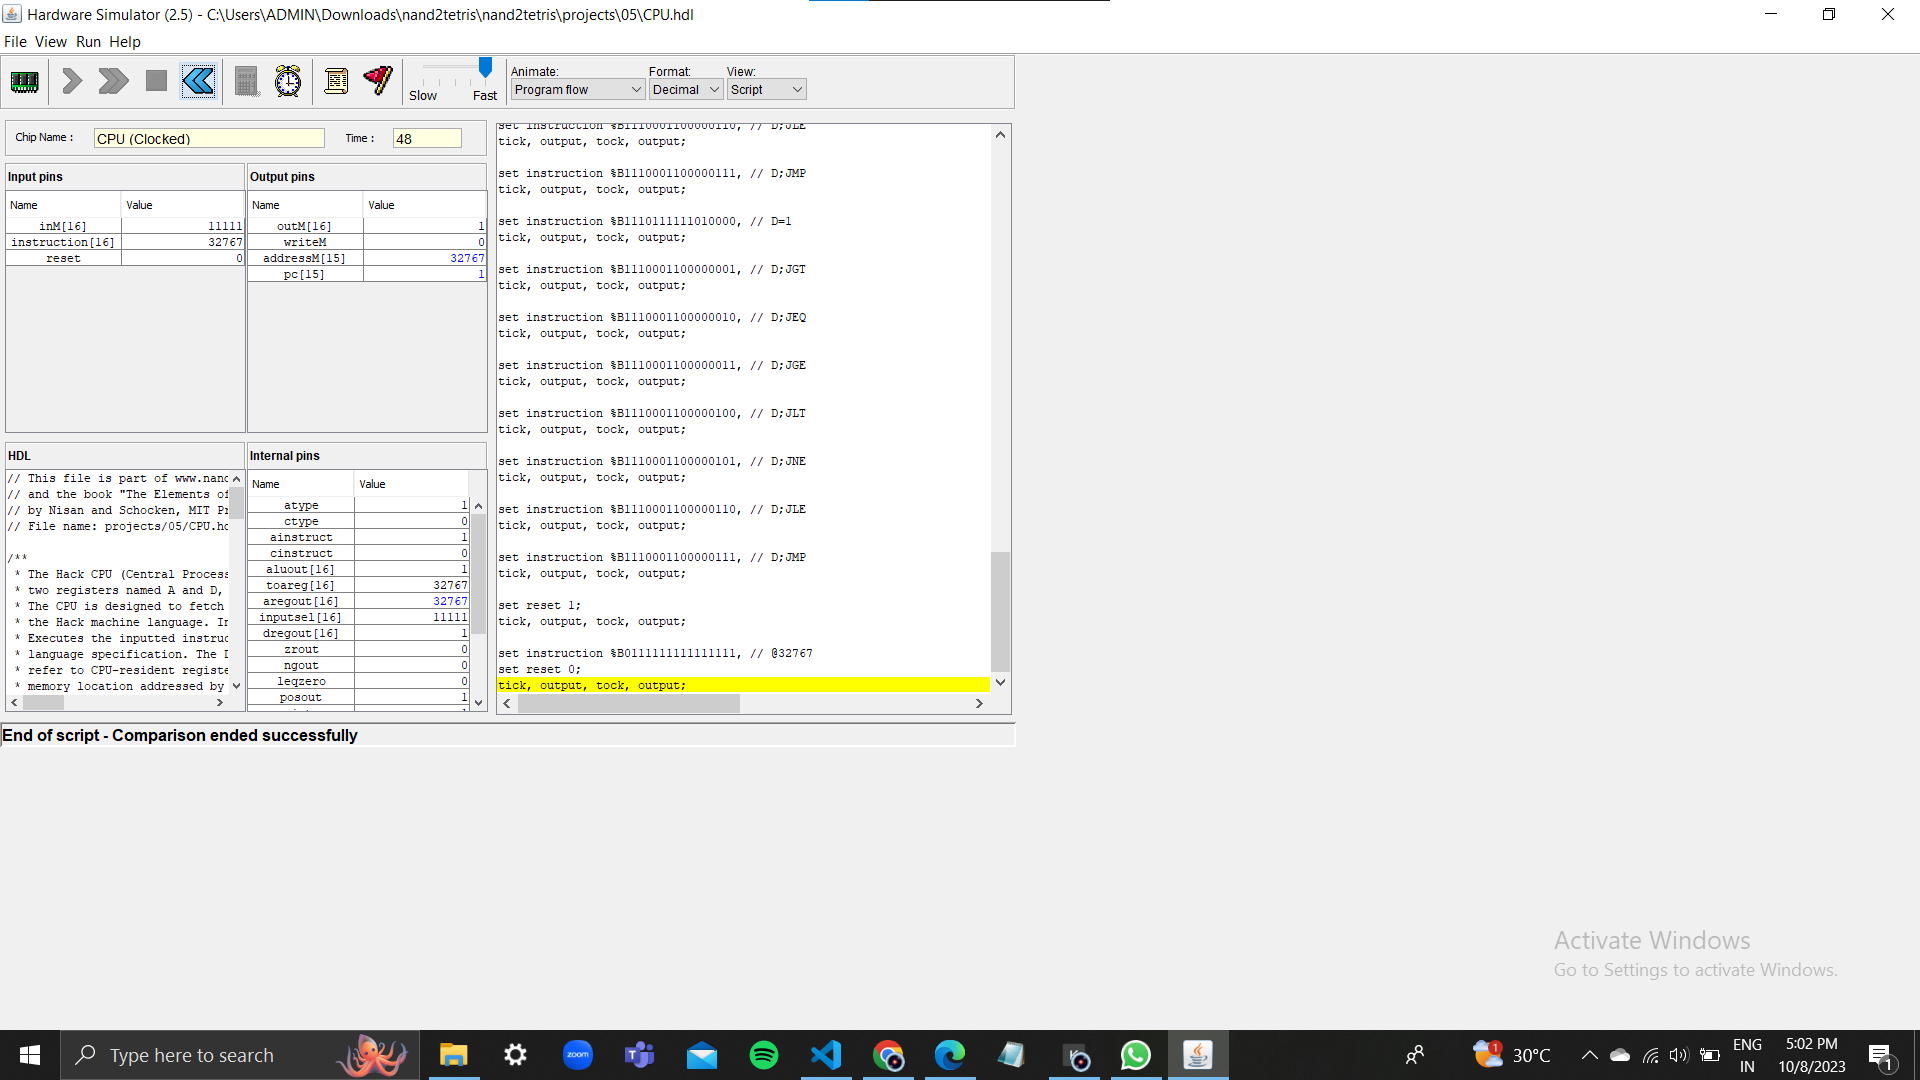 Hardware Simulator (2.5) - C:\Users\ADMIN\Downloads\nand2tetris\nand2tetris\projects\05\CPU.hdl
File View Run Help
Slow Fast
Animate: Format: View:
Program flow Decimal Script
Chip Name : CPU (Clocked) Time : 48
Input pins
Name Value
inM[16] 11111
instruction[16] 32767
reset 0
Output pins
Name Value
outM[16] 1
writeM 0
addressM[15] 32767
pc[15] 1
HDL
// This file is part of www.nand
// and the book "The Elements of
// by Nisan and Schocken, MIT Pr
// File name: projects/05/CPU.hd
/**
* The Hack CPU (Central Process
* two registers named A and D,
* The CPU is designed to fetch
* the Hack machine language. In
* Executes the inputted instruc
* language specification. The D
* refer to CPU-resident registe
* memory location addressed by
Internal pins
Name Value
atype 1
ctype 0
ainstruct 1
cinstruct 0
aluout[16] 1
toareg[16] 32767
aregout[16] 32767
inputsel[16] 11111
dregout[16] 1
zrout 0
ngout 0
leqzero 0
posout 1
set instruction %B1110001100000110, // D;JLE
tick, output, tock, output;
set instruction %B1110001100000111, // D;JMP
tick, output, tock, output;
set instruction %B1110111111010000, // D=1
tick, output, tock, output;
set instruction %B1110001100000001, // D;JGT
tick, output, tock, output;
set instruction %B1110001100000010, // D;JEQ
tick, output, tock, output;
set instruction %B1110001100000011, // D;JGE
tick, output, tock, output;
set instruction %B1110001100000100, // D;JLT
tick, output, tock, output;
set instruction %B1110001100000101, // D;JNE
tick, output, tock, output;
set instruction %B1110001100000110, // D;JLE
tick, output, tock, output;
set instruction %B1110001100000111, // D;JMP
tick, output, tock, output;
set reset 1;
tick, output, tock, output;
set instruction %B0111111111111111, // @32767
set reset 0;
tick, output, tock, output;
End of script - Comparison ended successfully
Activate Windows
Go to Settings to activate Windows.
Type here to search
zoom
1
30°C
ENG
IN
5:02 PM
10/8/2023
1